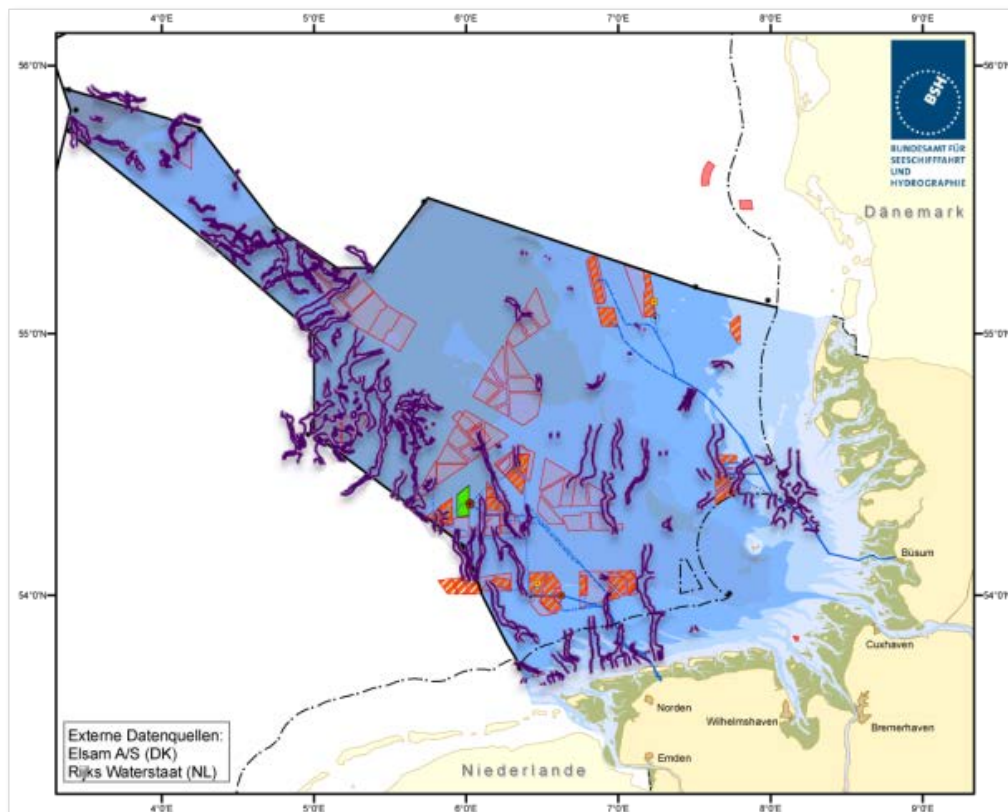 4°0'E 5°0'E 6°0'E 7°0'E 8°0'E 9°0'E
56°0'N 56°0'N
BSH
BUNDESAMT FÜR
SEESCHIFFFAHRT
UND
HYDROGRAPHIE
Dänemark
55°0'N 55°0'N
Büsum
54°0'N 54°0'N
Cuxhaven
Norden
Wilhelmshaven
Bremerhaven
Emden
Externe Datenquellen:
Elsam A/S (DK)
Rijks Waterstaat (NL)
Niederlande
4°0'E 5°0'E 6°0'E 7°0'E 8°0'E 9°0'E